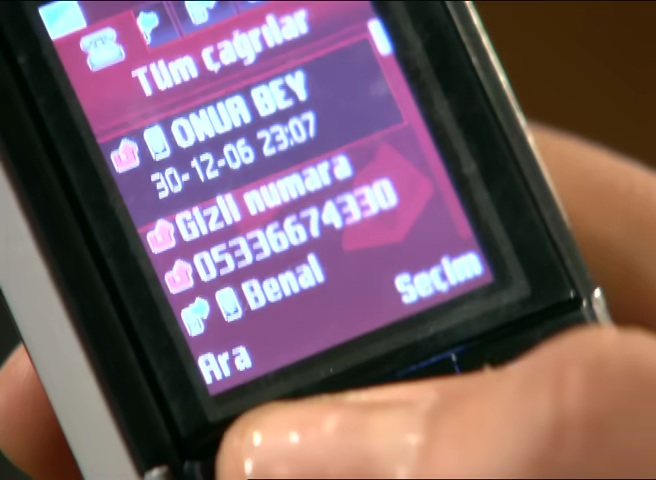 Tüm çağrılar
ONUR BEY
30-12-06 23:07
Gizli numara
05336674330
Benal
Ara Seçim